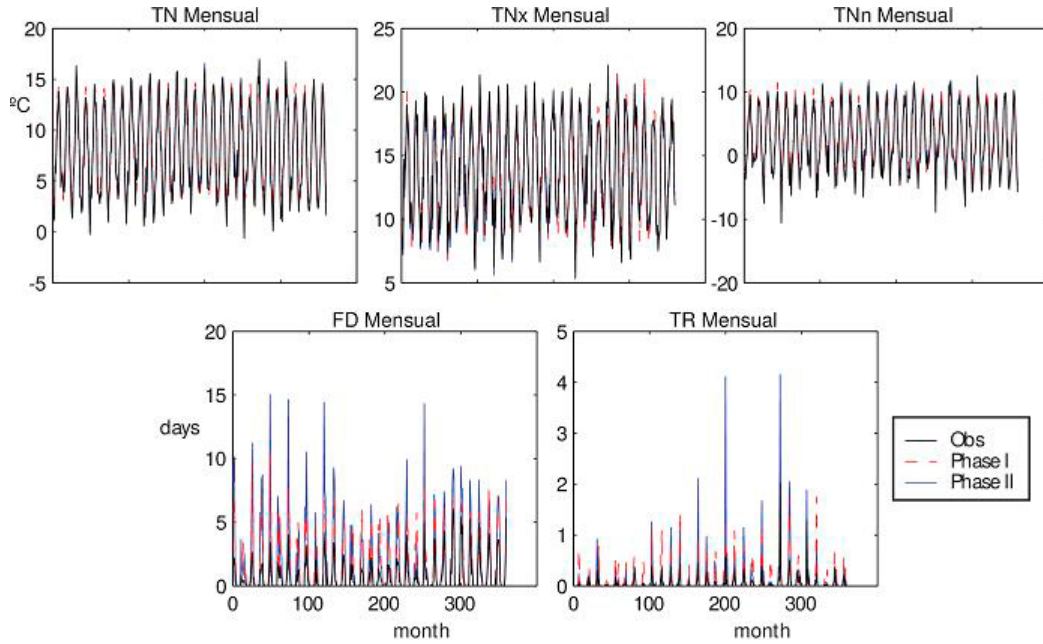 TN Mensual
TNx Mensual
TNn Mensual
20
15
10
5
0
-5
ºC
25
20
15
10
5
20
10
0
-10
-20
FD Mensual
TR Mensual
20
15
10
5
0
days
0
100
200
300
month
5
4
3
2
1
0
0
100
200
300
month
Obs
Phase I
Phase II